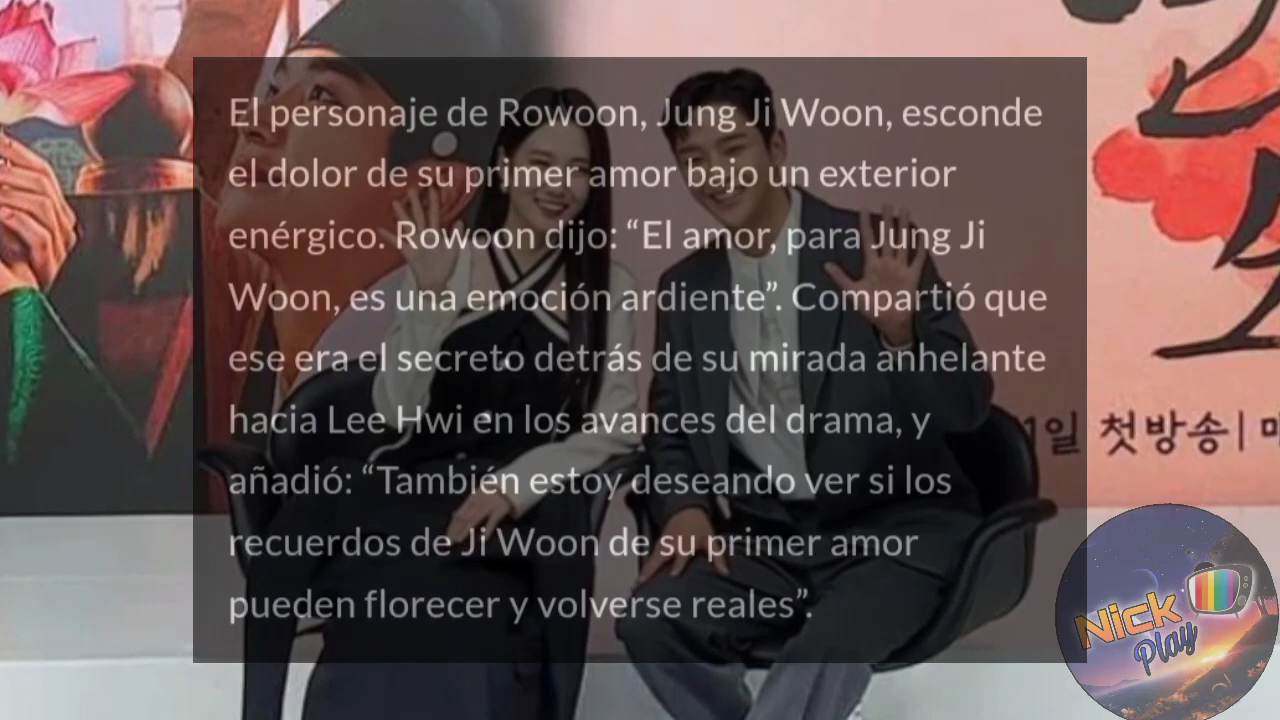 El personaje de Rowoon, Jung Ji Woon, esconde
el dolor de su primer amor bajo un exterior
enérgico. Rowoon dijo: “El amor, para Jung Ji
Woon, es una emoción ardiente”. Compartió que
ese era el secreto detrás de su mirada anhelante
hacia Lee Hwi en los avances del drama, y
añadió: “También estoy deseando ver si los
recuerdos de Ji Woon de su primer amor
pueden florecer y volverse reales”.
1일 첫방송|
Nick
Play